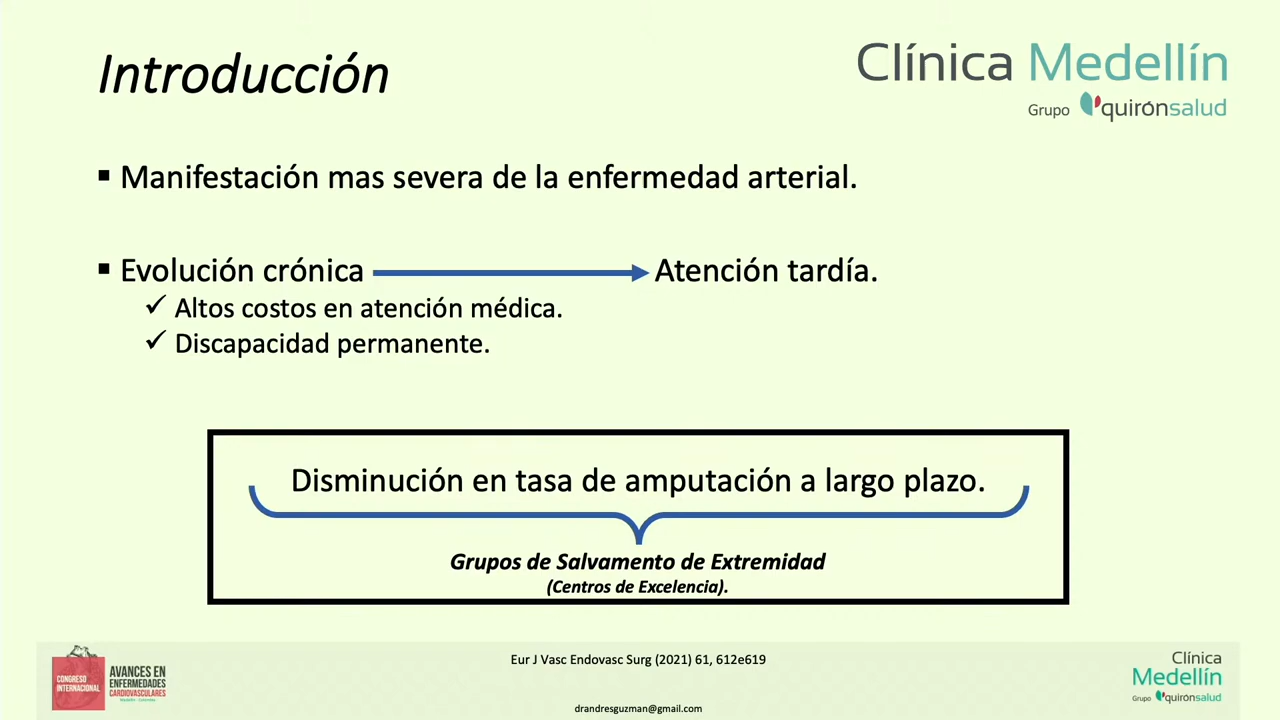 Introducción
Clínica Medellín
Grupo quirónsalud
▪ Manifestación mas severa de la enfermedad arterial.
▪ Evolución crónica
Atención tardía.
✓ Altos costos en atención médica.
✓ Discapacidad permanente.
Disminución en tasa de amputación a largo plazo.
Grupos de Salvamento de Extremidad
(Centros de Excelencia).
CONGRESO
INTERNACIONAL
AVANCES EN
ENFERMEDADES
CARDIOVASCULARES
Medellín - Colombia
Eur J Vasc Endovasc Surg (2021) 61, 612e619
drandresguzman@gmail.com
Clínica
Medellín
Grupo quirónsalud